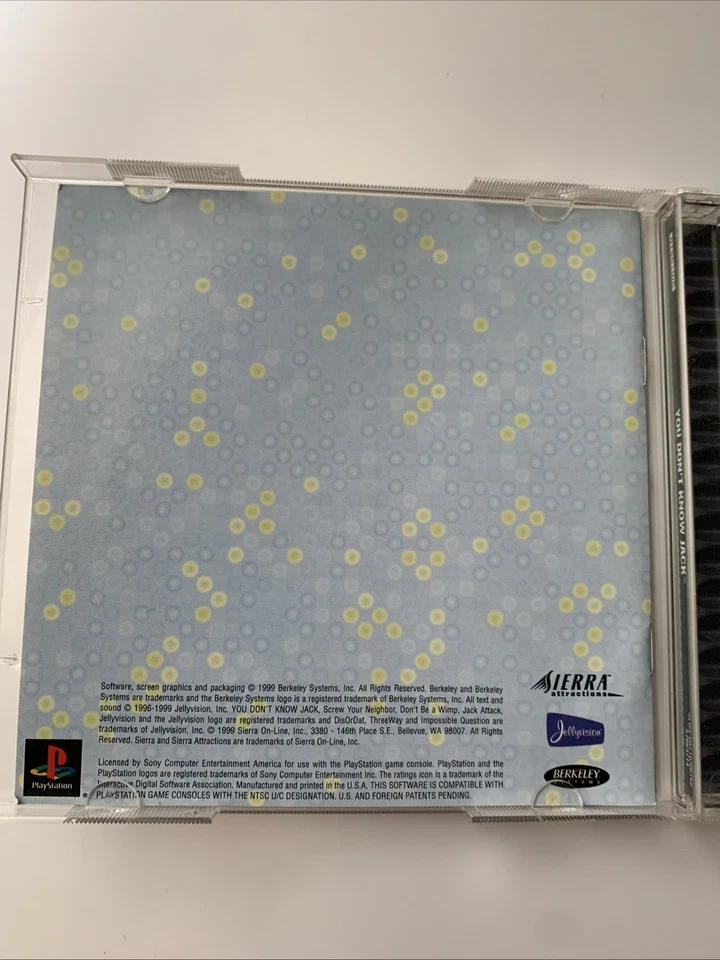 Software, screen graphics and packaging © 1999 Berkeley Systems, Inc. All Rights Reserved. Berkeley and Berkeley
Systems are trademarks and the Berkeley Systems logo is a registered trademark of Berkeley Systems, Inc. All text and
sound © 1996-1999 Jellyvision, Inc. YOU DON'T KNOW JACK, Screw Your Neighbor, Don't Be a Wimp, Jack Attack,
Jellyvision and the Jellyvision logo are registered trademarks and DisOrDat, ThreeWay and Impossible Question are
trademarks of Jellyvision, Inc. © 1999 Sierra On-Line, Inc., 3380 - 146th Place S.E., Bellevue, WA 98007. All Rights
Reserved. Sierra and Sierra Attractions are trademarks of Sierra On-Line, Inc.
Licensed by Sony Computer Entertainment America for use with the PlayStation game console. PlayStation and the
PlayStation logos are registered trademarks of Sony Computer Entertainment Inc. The ratings icon is a trademark of the
Interactive Digital Software Association. Manufactured and printed in the U.S.A. THIS SOFTWARE IS COMPATIBLE WITH
PLAYSTATION GAME CONSOLES WITH THE NTSC U/C DESIGNATION. U.S. AND FOREIGN PATENTS PENDING.
PlayStation
®
SIERRA™
attractions
Jellyvision®
BERKELEY
SYSTEMS
YOU DON'T KNOW JACK